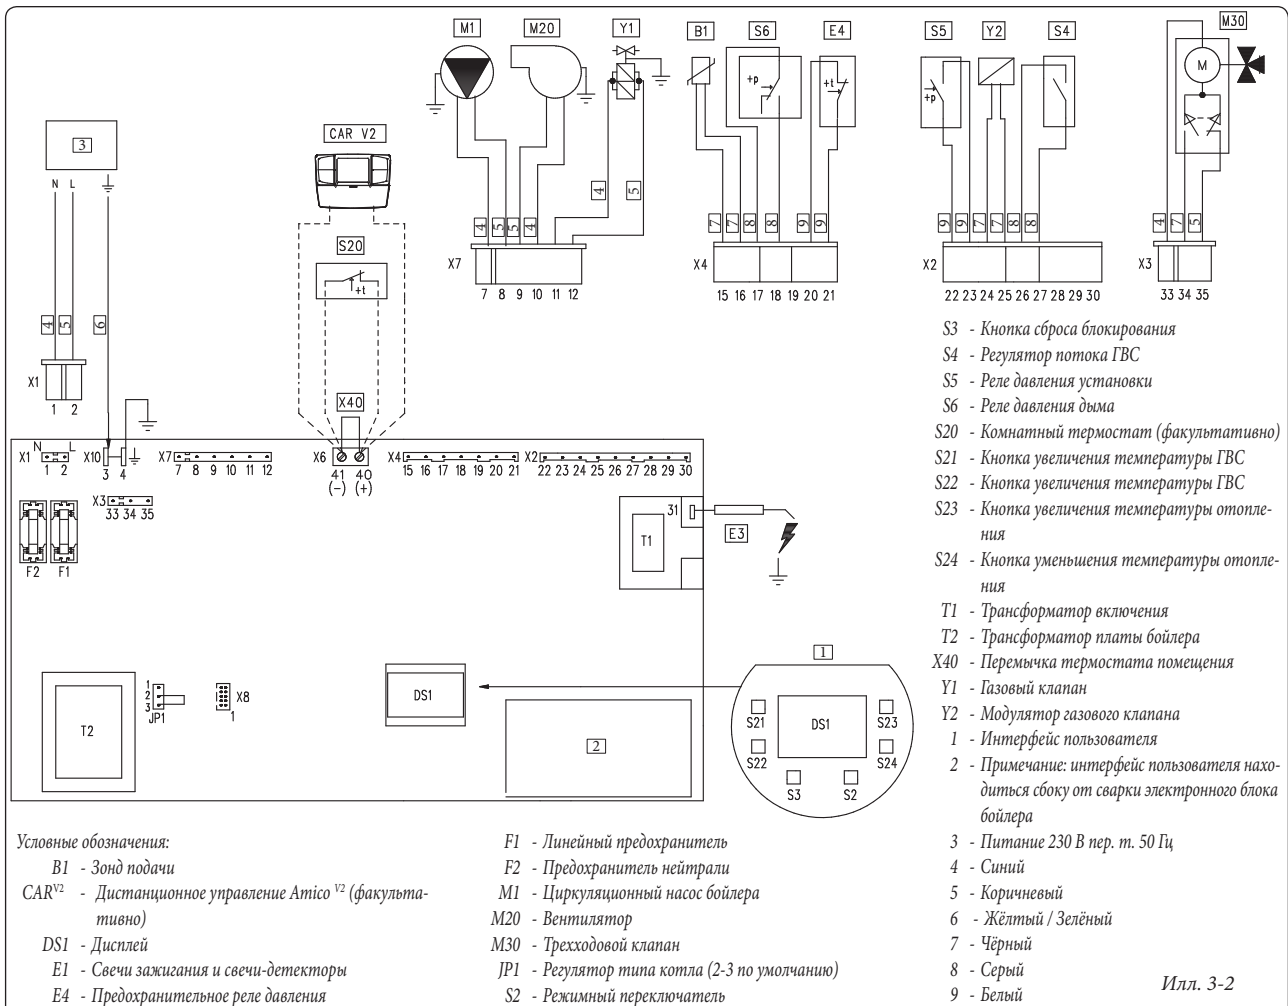 M1 M20 Y1 B1 S6 E4 S5 Y2 S4 M30
+p +t +p M
3
N L
CAR V2
S20
+t
4 5 6
4 5 5 4 4 5
7 7 8 8 9 9
9 9 7 7 8 8
4 7 5
X7
7 8 9 10 11 12
X4
15 16 17 18 19 20 21
X2
22 23 24 25 26 27 28 29 30
X3
33 34 35
X1
1 2
X40
N L
X1 1 2
X10 3 4
X7 7 8 9 10 11 12
X6 41 40
(-) (+)
X4 15 16 17 18 19 20 21
X2 22 23 24 25 26 27 28 29 30
X3 33 34 35
F2 F1
T1 31 E3
T2
1
2
3
JP1
X8
1
DS1
2
1
S21 DS1 S23
S22 S24
S3 S2
S3 - Кнопка сброса блокирования
S4 - Регулятор потока ГВС
S5 - Реле давления установки
S6 - Реле давления дыма
S20 - Комнатный термостат (факультативно)
S21 - Кнопка увеличения температуры ГВС
S22 - Кнопка увеличения температуры ГВС
S23 - Кнопка увеличения температуры отопле-
ния
S24 - Кнопка уменьшения температуры отопле-
ния
T1 - Трансформатор включения
T2 - Трансформатор платы бойлера
X40 - Перемычка термостата помещения
Y1 - Газовый клапан
Y2 - Модулятор газового клапана
1 - Интерфейс пользователя
2 - Примечание: интерфейс пользователя нахо-
диться сбоку от сварки электронного блока
бойлера
3 - Питание 230 В пер. т. 50 Гц
4 - Синий
5 - Коричневый
6 - Жёлтый / Зелёный
7 - Чёрный
8 - Серый
9 - Белый
Условные обозначения:
B1 - Зонд подачи
CAR V2 - Дистанционное управление Amico V2 (факульта-
тивно)
DS1 - Дисплей
E1 - Свечи зажигания и свечи-детекторы
E4 - Предохранительное реле давления
F1 - Линейный предохранитель
F2 - Предохранитель нейтрали
M1 - Циркуляционный насос бойлера
M20 - Вентилятор
M30 - Трехходовой клапан
JP1 - Регулятор типа котла (2-3 по умолчанию)
S2 - Режимный переключатель
Илл. 3-2